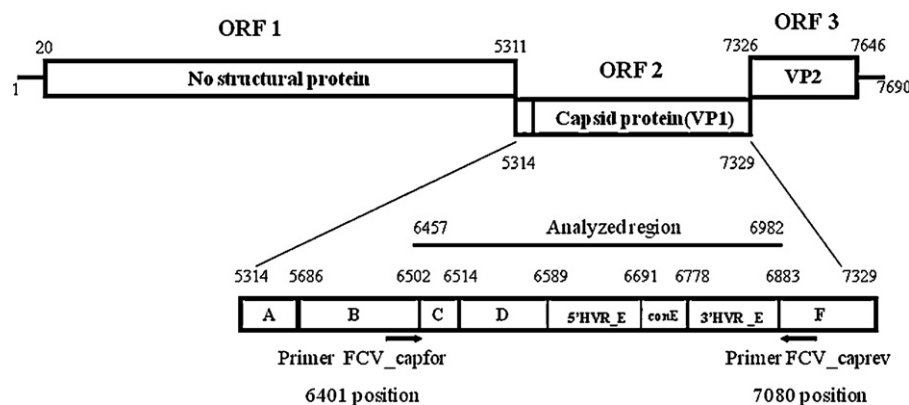 ORF 1
ORF 3
20
5311
7326
7646
ORF 2
No structural protein
VP2
1
7690
Capsid protein(VP1)
5314
7329
6457
Analyzed region
6982
5314
5686
6502
6514
6589
6691
6778
6883
7329
A
B
C
D
5'HVR_E
conE
3'HVR_E
F
Primer FCV_capfor
Primer FCV_caprev
6401 position
7080 position